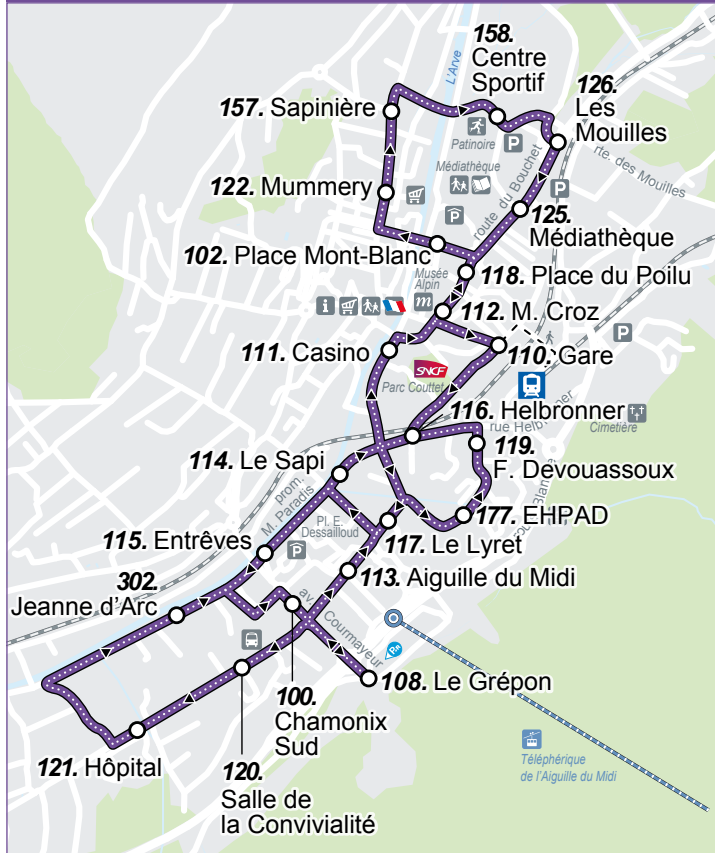 158.
Centre
Sportif
126.
Les
Mouilles
L'Arve
157. Sapinière
Patinoire
P
rte. des Mouilles
Médiathèque
route du Bouchet
P
122. Mummery
P
125.
Médiathèque
102. Place Mont-Blanc
Musée
Alpin
m
118. Place du Poilu
i
112. M. Croz
P
111. Casino
SNCF
110. Gare
Parc Couttet
116. Helbronner
rue Helbronner
Cimetière
119.
F. Devouassoux
114. Le Sapi
prom.
M. Paradis
Blanc
Pl. E.
Dessailloud
P
177. EHPAD
117. Le Lyret
115. Entrêves
113. Aiguille du Midi
302.
Jeanne d'Arc
av. Courmayeur
P+R
108. Le Grépon
100.
Chamonix
Sud
121. Hôpital
120.
Salle de
la Convivialité
Téléphérique
de l'Aiguille du Midi